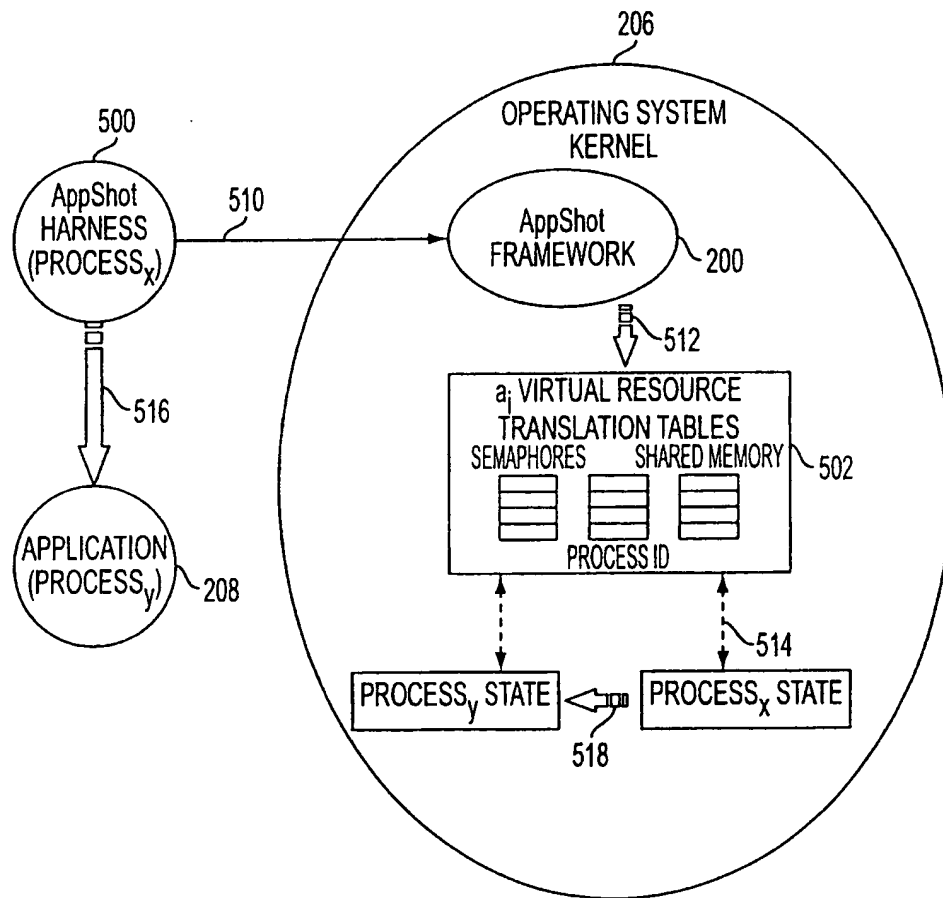 206
OPERATING SYSTEM
KERNEL
500
AppShot
HARNESS
(PROCESSx)
510
AppShot
FRAMEWORK
200
512
ai VIRTUAL RESOURCE
TRANSLATION TABLES
SEMAPHORES
SHARED MEMORY
502
PROCESS ID
516
APPLICATION
(PROCESSy)
208
514
PROCESSy STATE
PROCESSx STATE
518